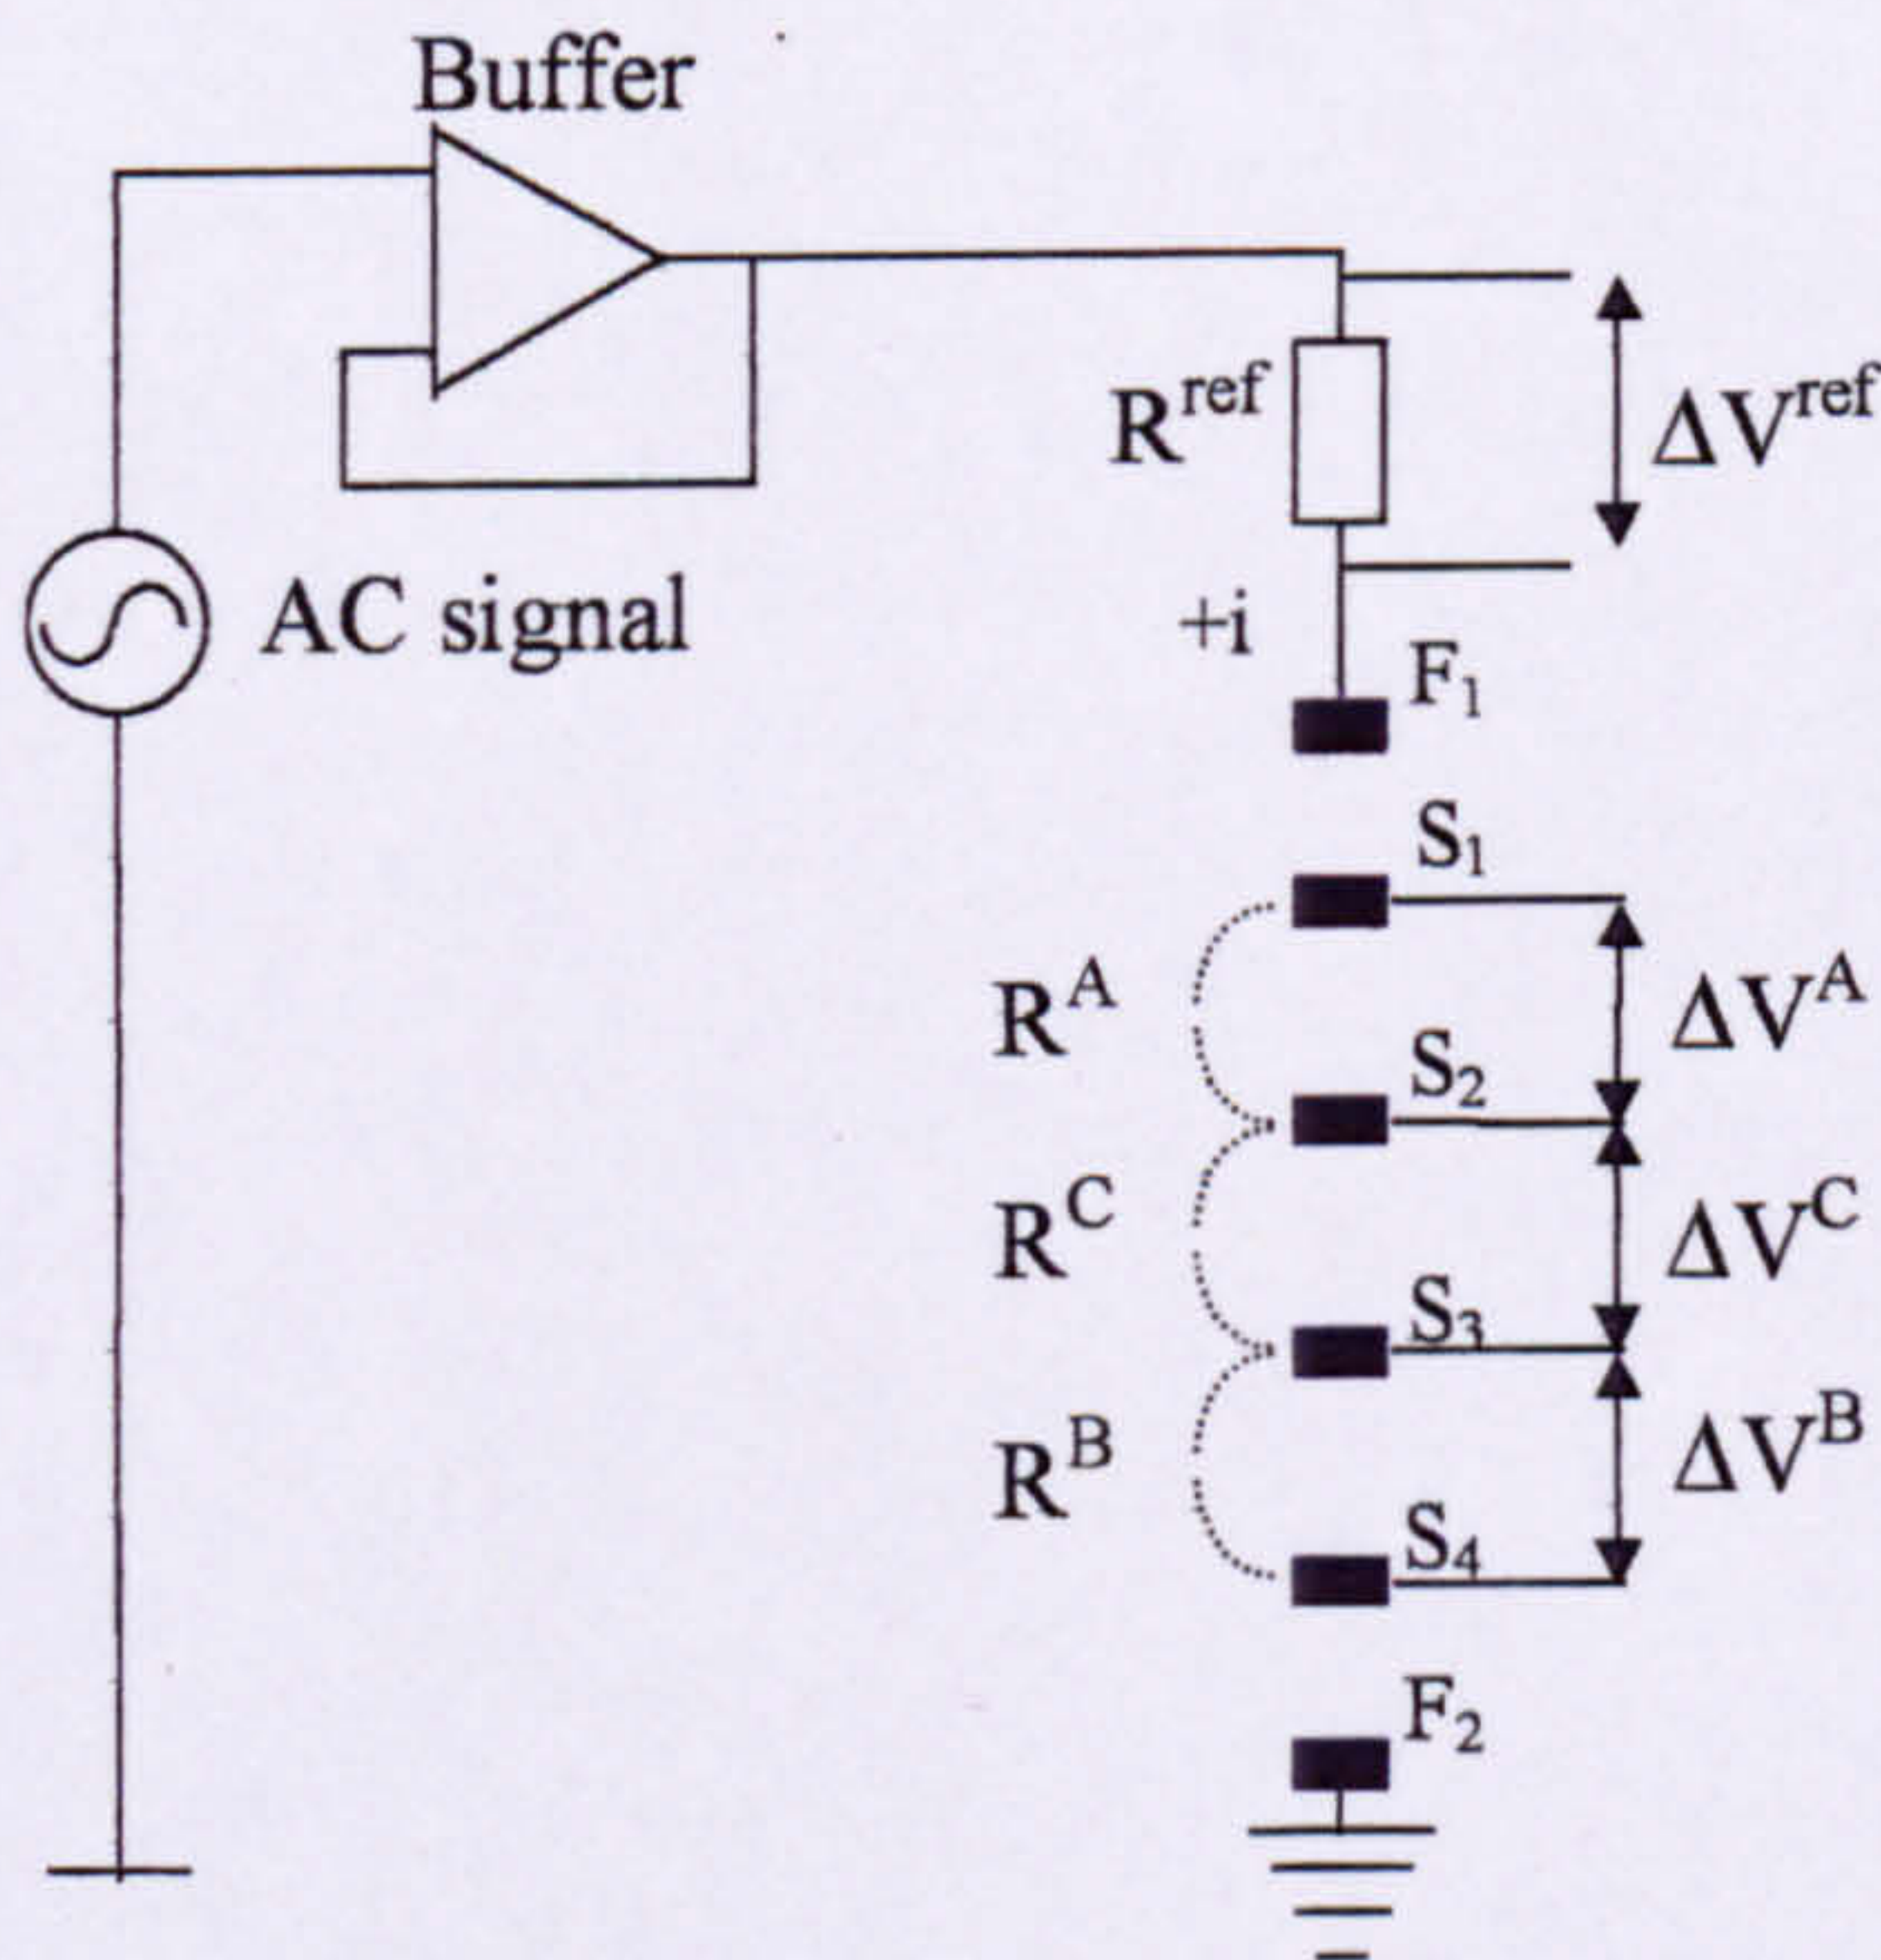 Buffer
R^ref
ΔV^ref
AC signal
+i
F₁
S₁
R^A
ΔV^A
S₂
R^C
ΔV^C
S₃
R^B
ΔV^B
S₄
F₂